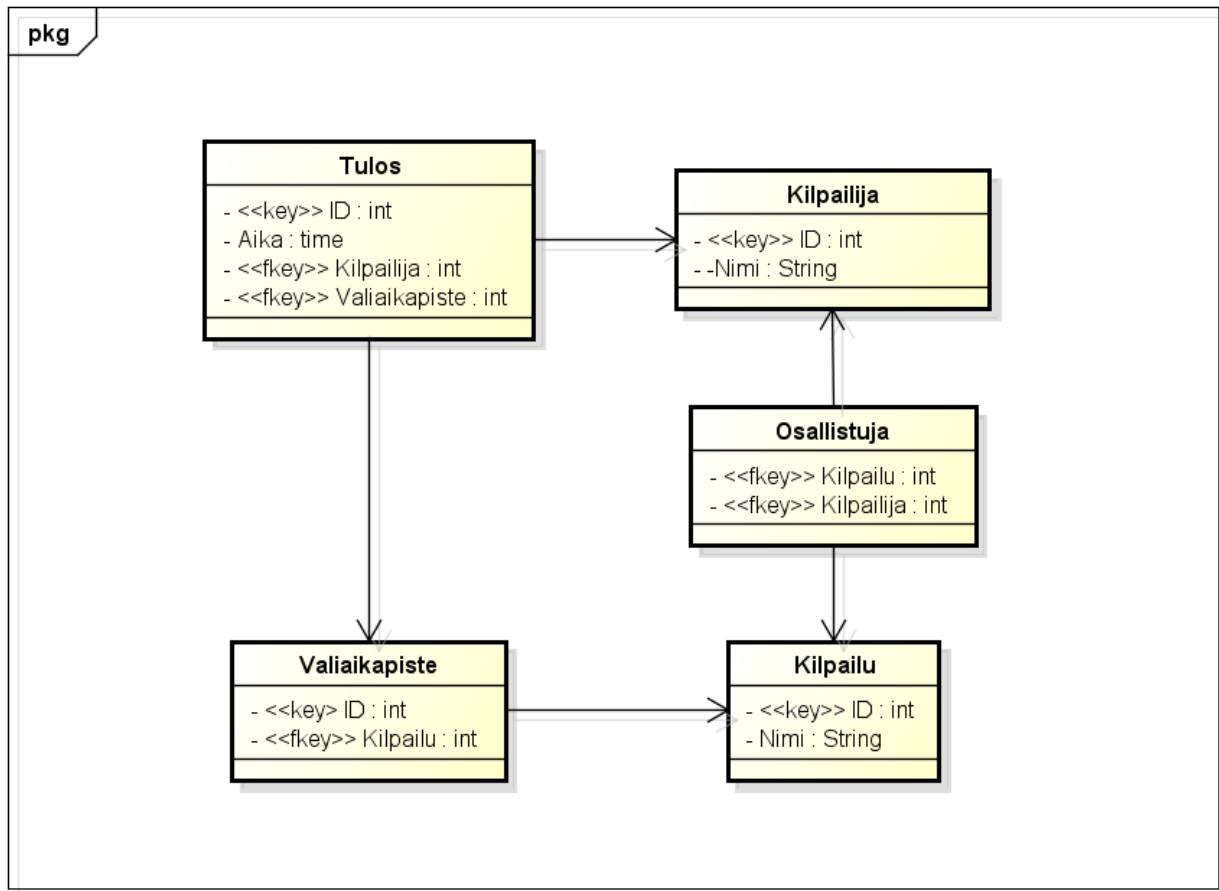 pkg
Tulos
- <<key>> ID : int
- Aika : time
- <<fkey>> Kilpailija : int
- <<fkey>> Valiaikapiste : int
Kilpailija
- <<key>> ID : int
- -Nimi : String
Osallistuja
- <<fkey>> Kilpailu : int
- <<fkey>> Kilpailija : int
Valiaikapiste
- <<key> ID : int
- <<fkey>> Kilpailu : int
Kilpailu
- <<key>> ID : int
- Nimi : String